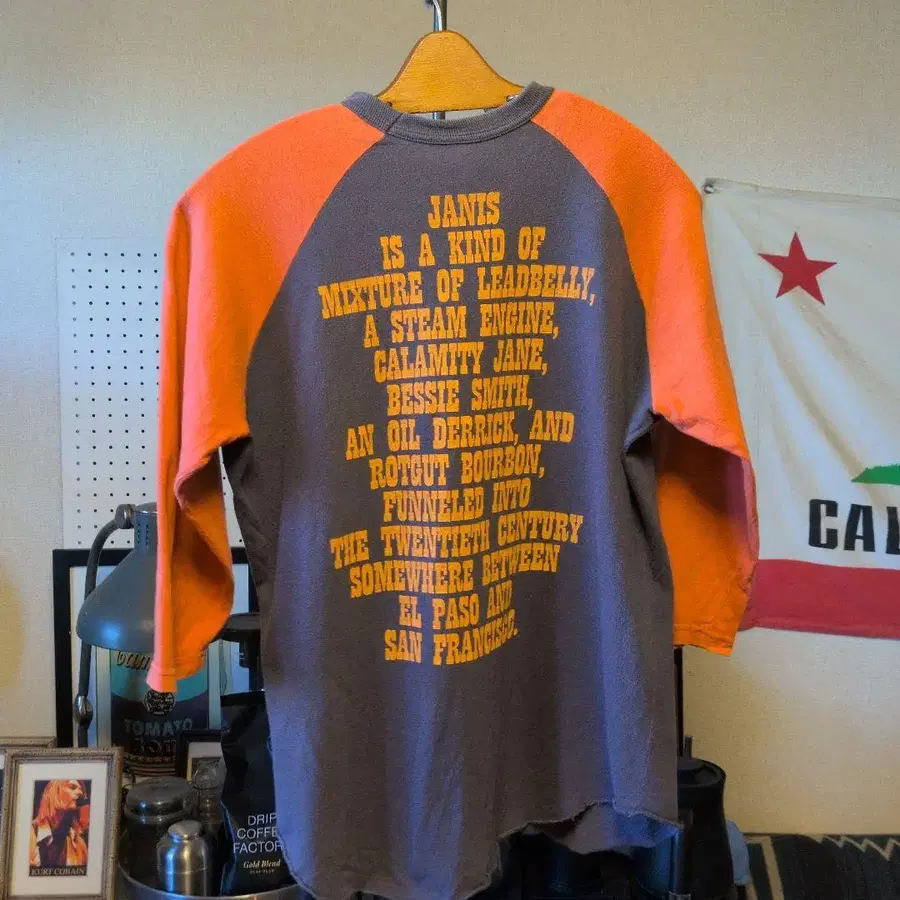 JANIS
IS A KIND OF
MIXTURE OF LEADBELLY,
A STEAM ENGINE,
CALAMITY JANE,
BESSIE SMITH,
AN OIL DERRICK, AND
ROTGUT BOURBON,
FUNNELED INTO
THE TWENTIETH CENTURY
SOMEWHERE BETWEEN
EL PASO AND
SAN FRANCISCO.
CAL
TOMATO
DRIP
COFFE
FACTOR
Gold Blend
KURT COBAIN